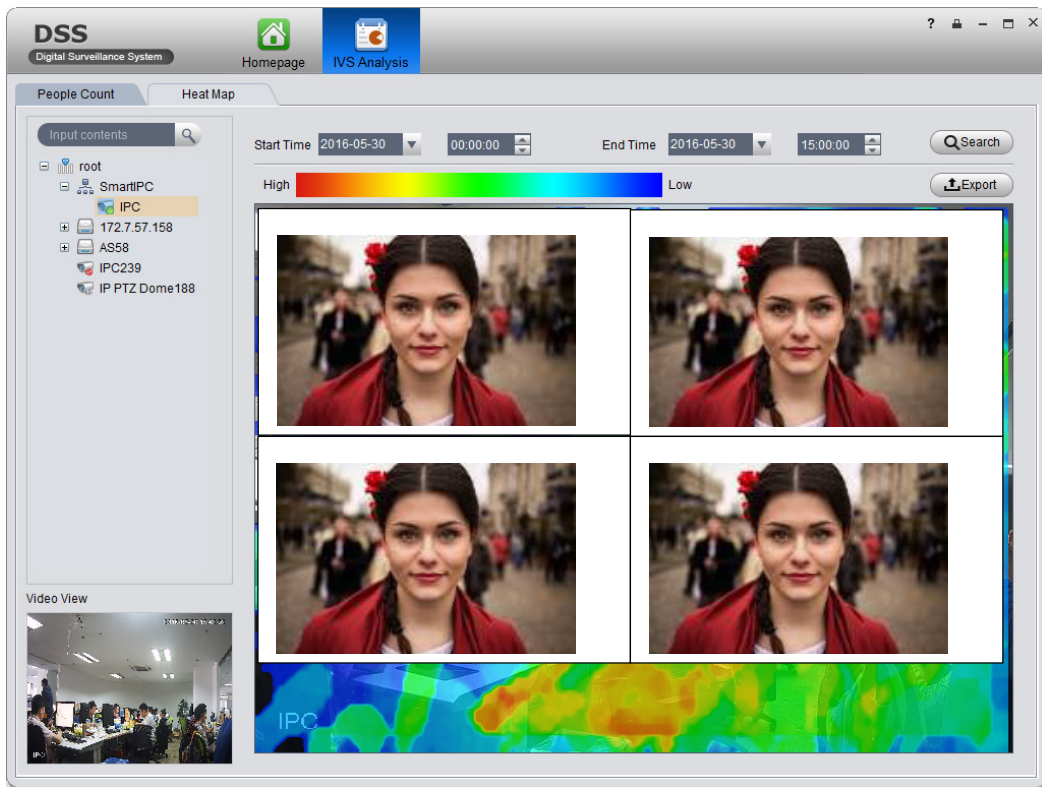 DSS
Digital Surveillance System
Homepage
IVS Analysis
?
People Count
Heat Map
Input contents
Start Time 2016-05-30 00:00:00 End Time 2016-05-30 15:00:00 Search
High Low Export
root
SmartIPC
IPC
172.7.57.158
AS58
IPC239
IP PTZ Dome188
Video View
IPC
IPC